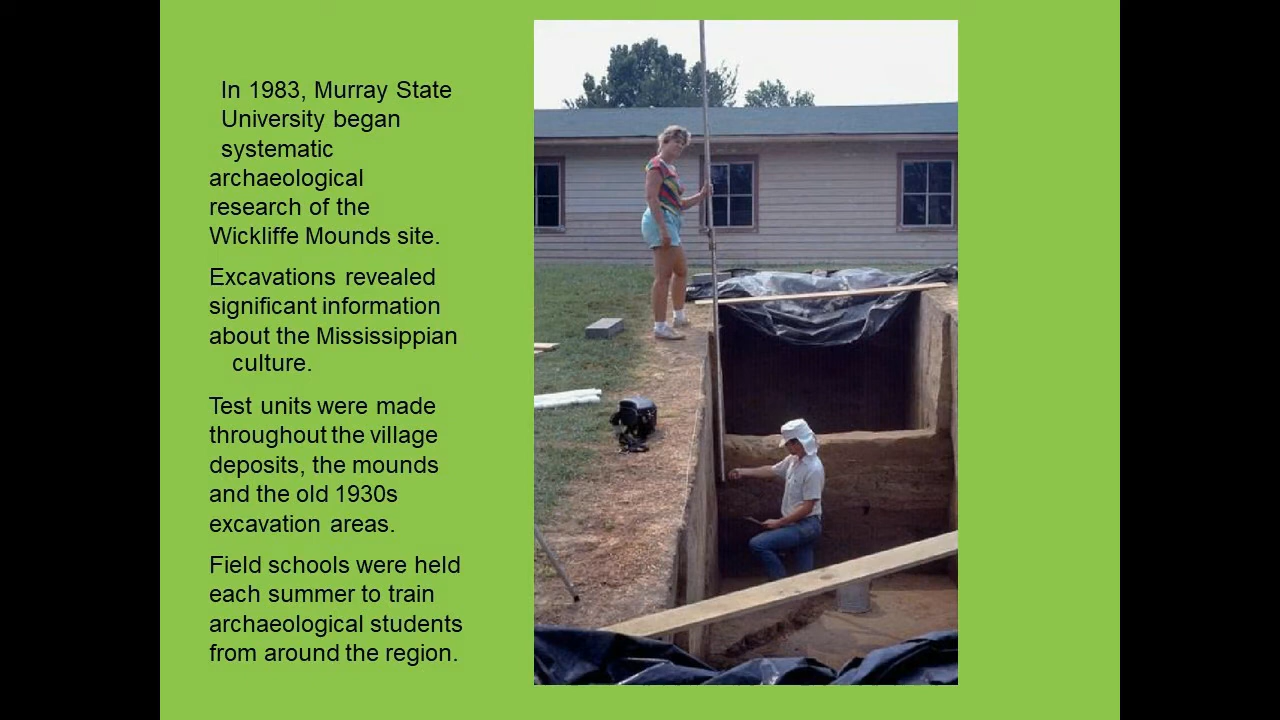 In 1983, Murray State
University began
systematic
archaeological
research of the
Wickliffe Mounds site.
Excavations revealed
significant information
about the Mississippian
culture.
Test units were made
throughout the village
deposits, the mounds
and the old 1930s
excavation areas.
Field schools were held
each summer to train
archaeological students
from around the region.